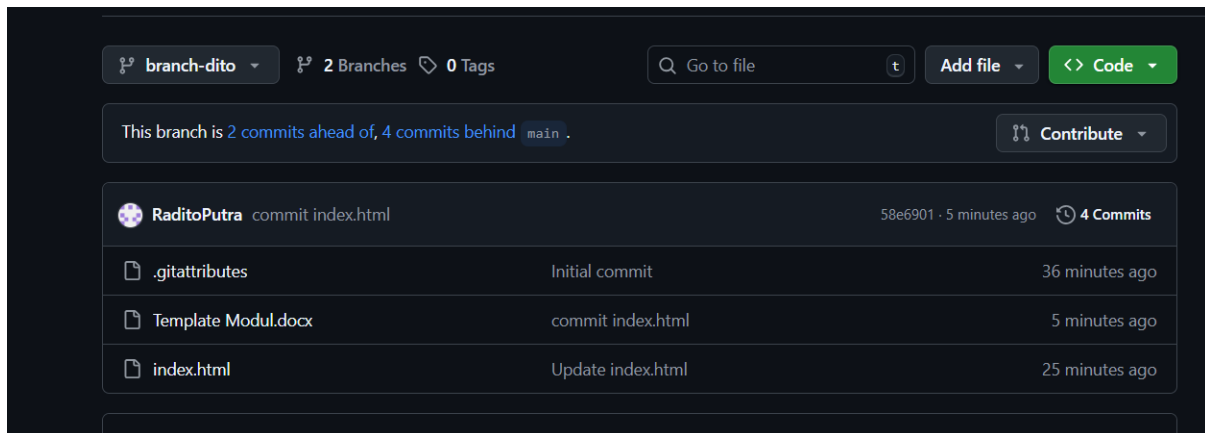 branch-dito 2 Branches 0 Tags Go to file t Add file <> Code
This branch is 2 commits ahead of, 4 commits behind main .
Contribute
RaditoPutra commit index.html 58e6901 · 5 minutes ago 4 Commits
.gitattributes Initial commit 36 minutes ago
Template Modul.docx commit index.html 5 minutes ago
index.html Update index.html 25 minutes ago